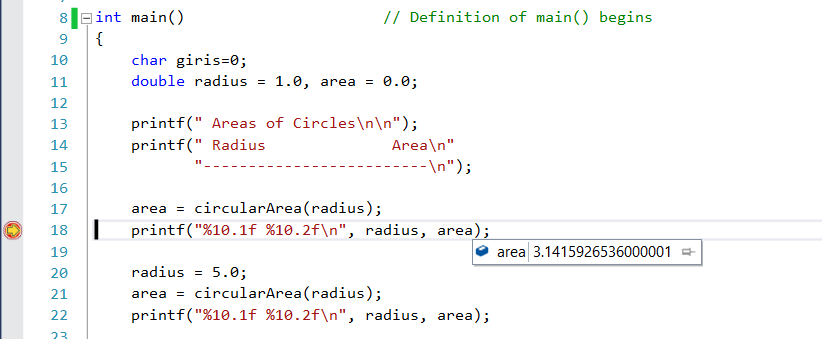 8 int main() // Definition of main() begins
9 {
10 char giris=0;
11 double radius = 1.0, area = 0.0;
12
13 printf(" Areas of Circles\n\n");
14 printf(" Radius Area\n"
15 "-------------------------\n");
16
17 area = circularArea(radius);
18 printf("%10.1f %10.2f\n", radius, area);
area 3.1415926536000001
19
20 radius = 5.0;
21 area = circularArea(radius);
22 printf("%10.1f %10.2f\n", radius, area);
23